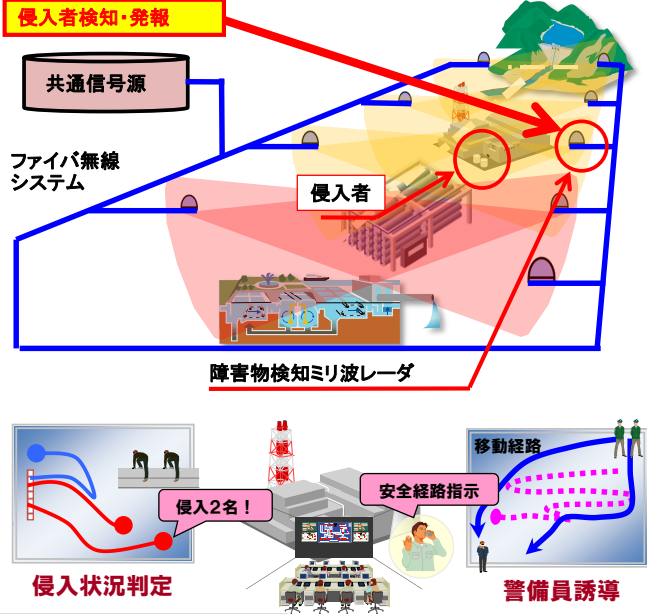 侵入者検知・発報
共通信号源
ファイバ無線
システム
侵入者
障害物検知ミリ波レーダ
移動経路
安全経路指示
侵入2名！
侵入状況判定
警備員誘導